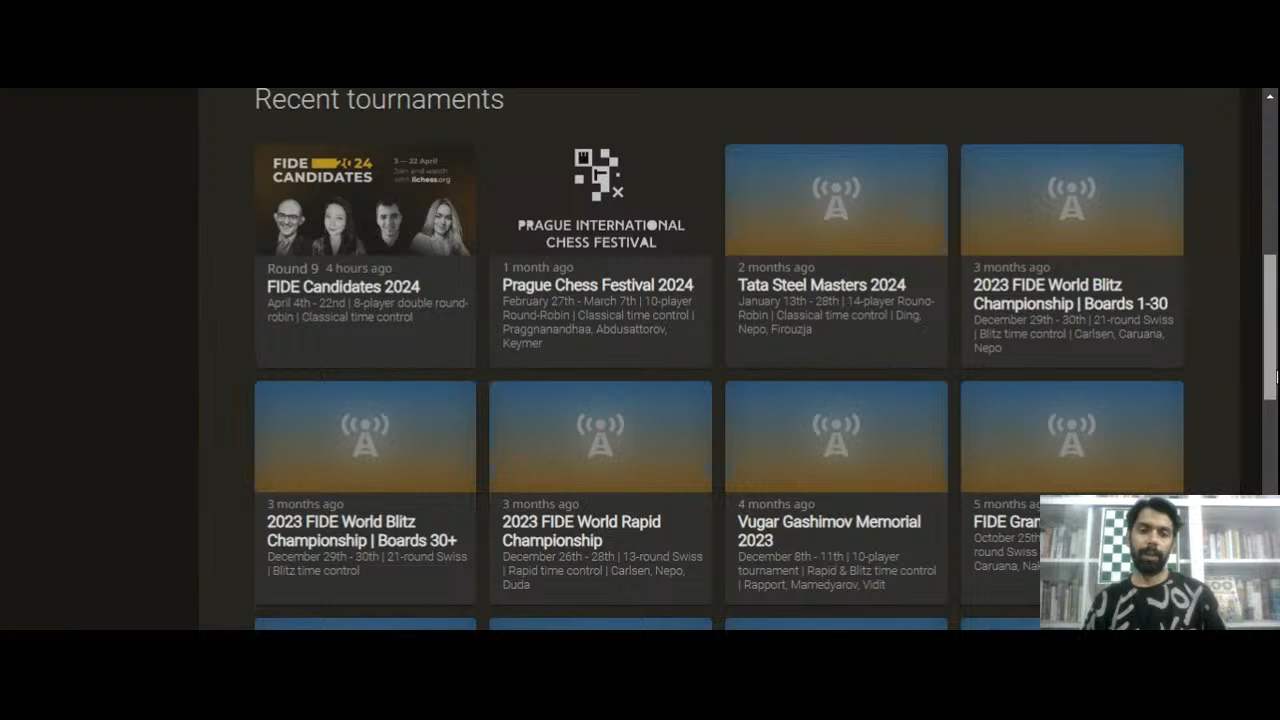 Recent tournaments
FIDE 2024
CANDIDATES
3 — 22 April
Join and watch
with lichess.org
Round 9 4 hours ago
FIDE Candidates 2024
April 4th - 22nd | 8-player double round-
robin | Classical time control
PRAGUE INTERNATIONAL
CHESS FESTIVAL
1 month ago
Prague Chess Festival 2024
February 27th - March 7th | 10-player
Round-Robin | Classical time control |
Praggnanandhaa, Abdusattorov,
Keymer
2 months ago
Tata Steel Masters 2024
January 13th - 28th | 14-player Round-
Robin | Classical time control | Ding,
Nepo, Firouzja
3 months ago
2023 FIDE World Blitz
Championship | Boards 1-30
December 29th - 30th | 21-round Swiss
| Blitz time control | Carlsen, Caruana,
Nepo
3 months ago
2023 FIDE World Blitz
Championship | Boards 30+
December 29th - 30th | 21-round Swiss
| Blitz time control
3 months ago
2023 FIDE World Rapid
Championship
December 26th - 28th | 13-round Swiss
| Rapid time control | Carlsen, Nepo,
Duda
4 months ago
Vugar Gashimov Memorial
2023
December 8th - 11th | 10-player
tournament | Rapid & Blitz time control
| Rapport, Mamedyarov, Vidit
5 months
FIDE Gran
October 25th
round Swiss
Caruana, Nak
JOY